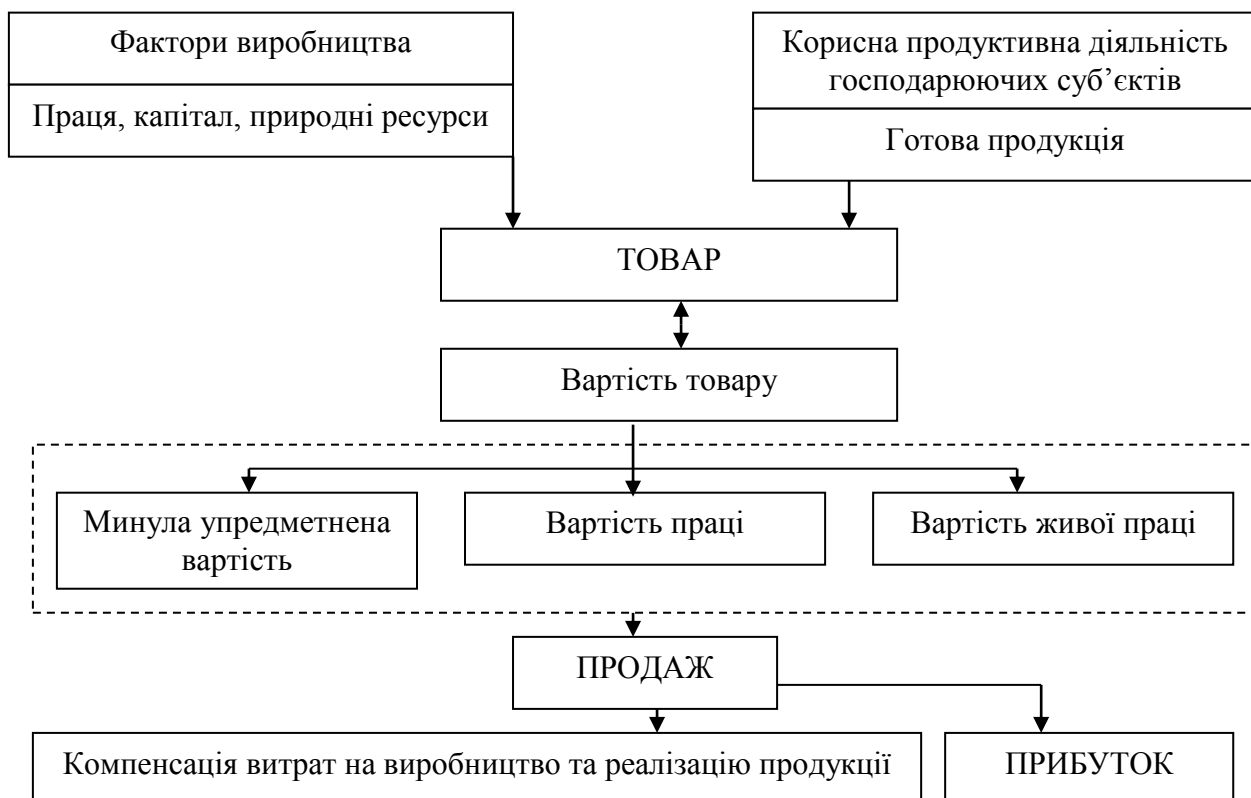 Фактори виробництва
Праця, капітал, природні ресурси
Корисна продуктивна діяльність
господарюючих суб’єктів
Готова продукція
ТОВАР
Вартість товару
Минула упредметнена
вартість
Вартість праці
Вартість живої праці
ПРОДАЖ
Компенсація витрат на виробництво та реалізацію продукції
ПРИБУТОК